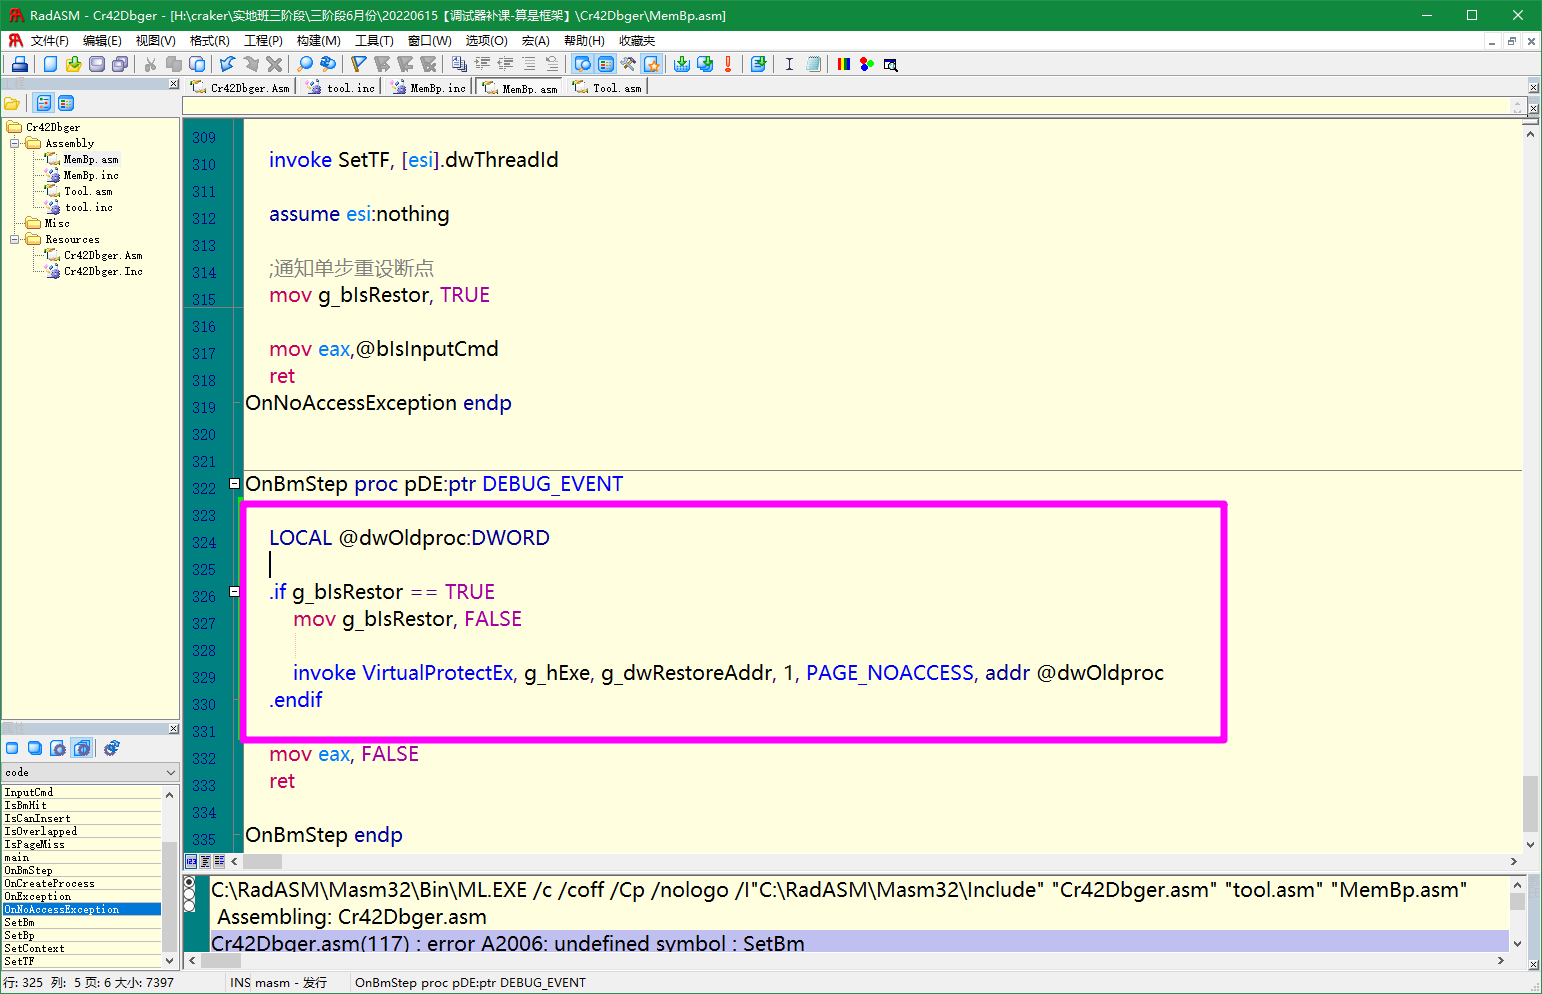 RadASM - Cr42Dbger - [H:\craker\实地班三阶段\三阶段6月份\20220615【调试器补课-算是框架】\Cr42Dbger\MemBp.asm]
文件(F) 编辑(E) 视图(V) 格式(R) 工程(P) 构建(M) 工具(T) 窗口(W) 选项(O) 宏(A) 帮助(H) 收藏夹
Cr42Dbger.Asm tool.inc MemBp.inc MemBp.asm Tool.asm
Cr42Dbger
Assembly
MemBp.asm
MemBp.inc
Tool.asm
tool.inc
Misc
Resources
Cr42Dbger.Asm
Cr42Dbger.Inc
code
InputCmd
IsBmHit
IsCanInsert
IsOverlapped
IsPageMiss
main
OnBmStep
OnCreateProcess
OnException
OnNoAccessException
SetBm
SetBp
SetContext
SetTF
309
310 invoke SetTF, [esi].dwThreadId
311
312 assume esi:nothing
313
314 ;通知单步重设断点
315 mov g_bIsRestor, TRUE
316
317 mov eax,@bIsInputCmd
318 ret
319 OnNoAccessException endp
320
321
322 OnBmStep proc pDE:ptr DEBUG_EVENT
323
324 LOCAL @dwOldproc:DWORD
325
326 .if g_bIsRestor == TRUE
327 mov g_bIsRestor, FALSE
328
329 invoke VirtualProtectEx, g_hExe, g_dwRestoreAddr, 1, PAGE_NOACCESS, addr @dwOldproc
330 .endif
331
332 mov eax, FALSE
333 ret
334
335 OnBmStep endp
C:\RadASM\Masm32\Bin\ML.EXE /c /coff /Cp /nologo /I"C:\RadASM\Masm32\Include" "Cr42Dbger.asm" "tool.asm" "MemBp.asm"
Assembling: Cr42Dbger.asm
Cr42Dbger.asm(117) : error A2006: undefined symbol : SetBm
行: 325 列: 5 页: 6 大小: 7397 INS masm - 发行 OnBmStep proc pDE:ptr DEBUG_EVENT